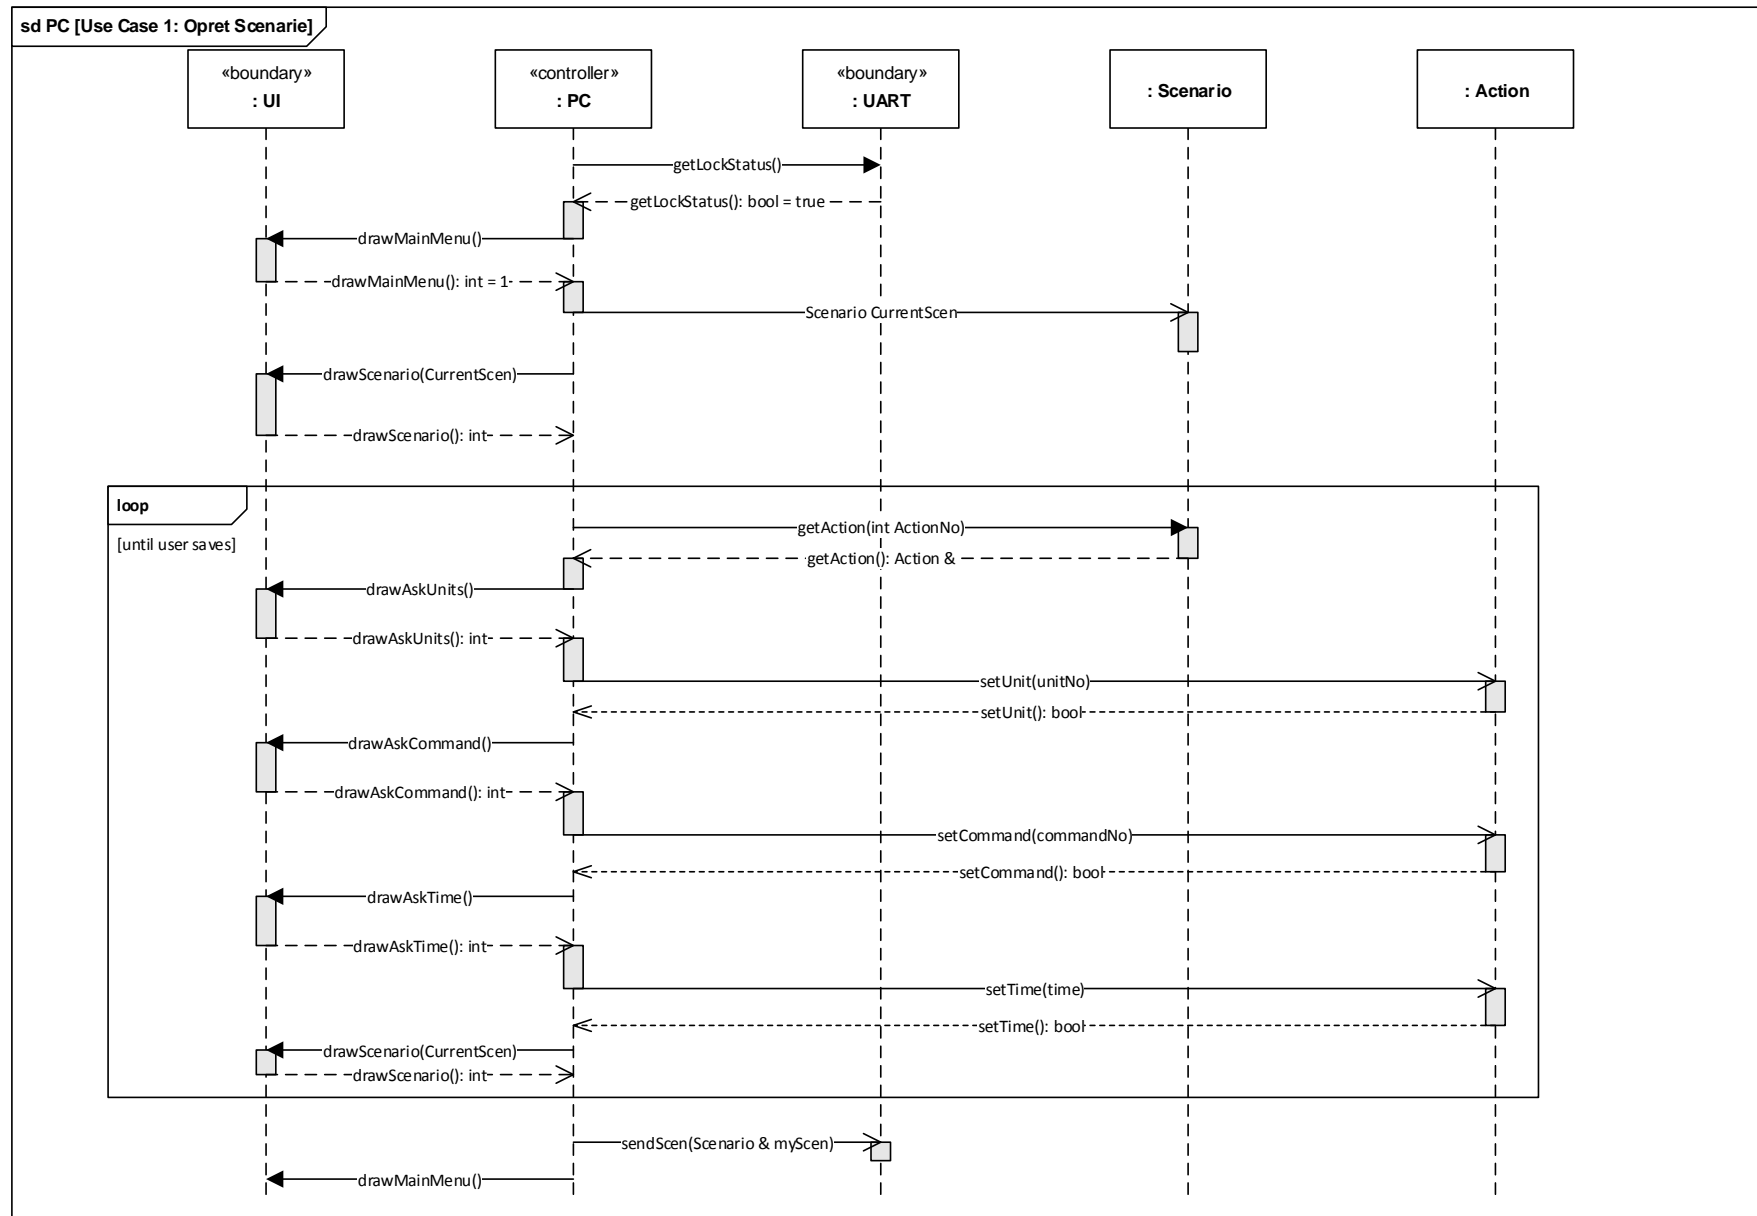 sd PC [Use Case 1: Opret Scenarie]
«boundary»
: UI
«controller»
: PC
«boundary»
: UART
: Scenario
: Action
getLockStatus()
getLockStatus(): bool = true
drawMainMenu()
drawMainMenu(): int = 1
Scenario CurrentScen
drawScenario(CurrentScen)
drawScenario(): int
loop
[until user saves]
getAction(int ActionNo)
getAction(): Action &
drawAskUnits()
drawAskUnits(): int
setUnit(unitNo)
setUnit(): bool
drawAskCommand()
drawAskCommand(): int
setCommand(commandNo)
setCommand(): bool
drawAskTime()
drawAskTime(): int
setTime(time)
setTime(): bool
drawScenario(CurrentScen)
drawScenario(): int
sendScen(Scenario & myScen)
drawMainMenu()